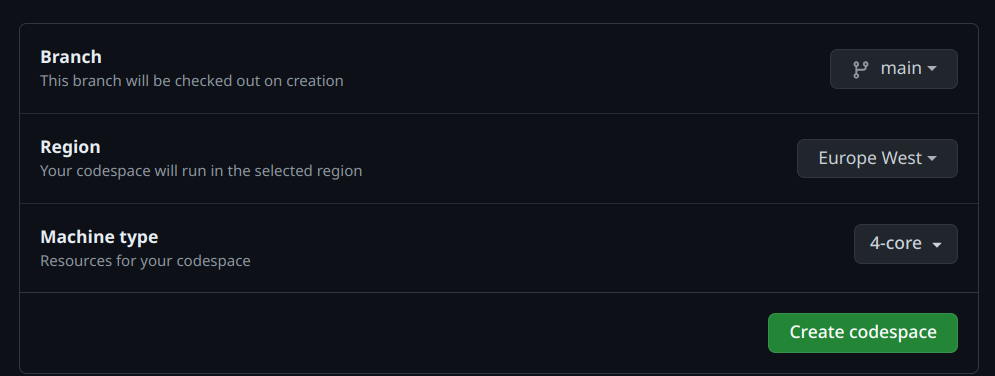 Branch
This branch will be checked out on creation
main
Region
Your codespace will run in the selected region
Europe West
Machine type
Resources for your codespace
4-core
Create codespace